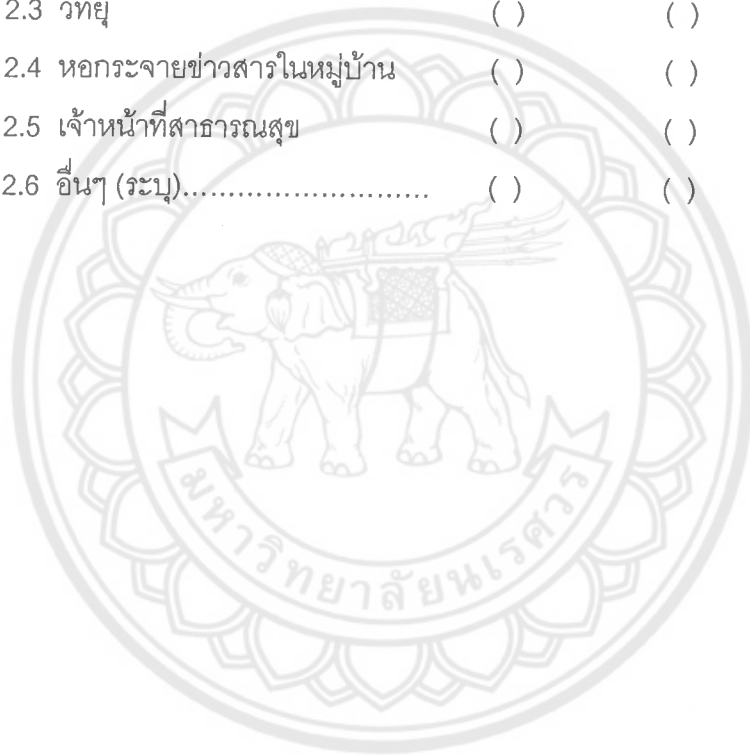 2.3 วิทยุ ( ) ( )
2.4 หอกระจายข่าวสารในหมู่บ้าน ( ) ( )
2.5 เจ้าหน้าที่สาธารณสุข ( ) ( )
2.6 อื่นๆ (ระบุ)........................... ( ) ( )
มหาวิทยาลัยนเรศวร